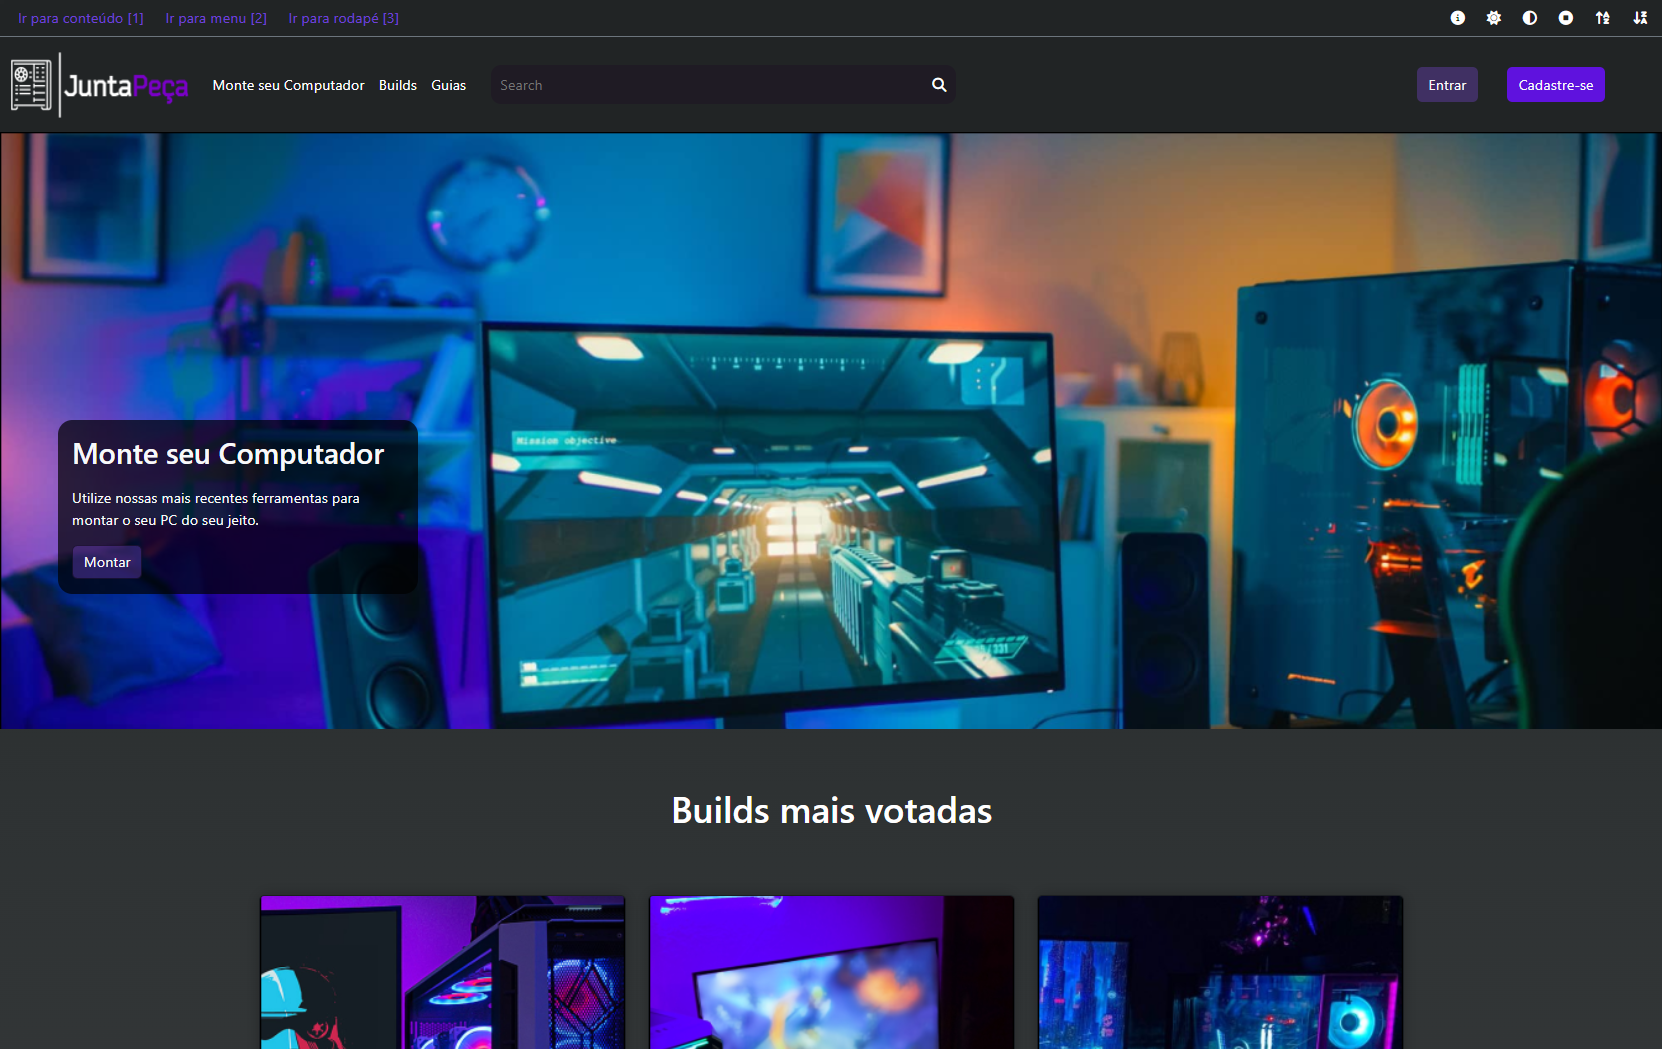 Ir para conteúdo [1] Ir para menu [2] Ir para rodapé [3]
JuntaPeça Monte seu Computador Builds Guias Search Entrar Cadastre-se
Mission objective
Monte seu Computador
Utilize nossas mais recentes ferramentas para
montar o seu PC do seu jeito.
Montar
Builds mais votadas